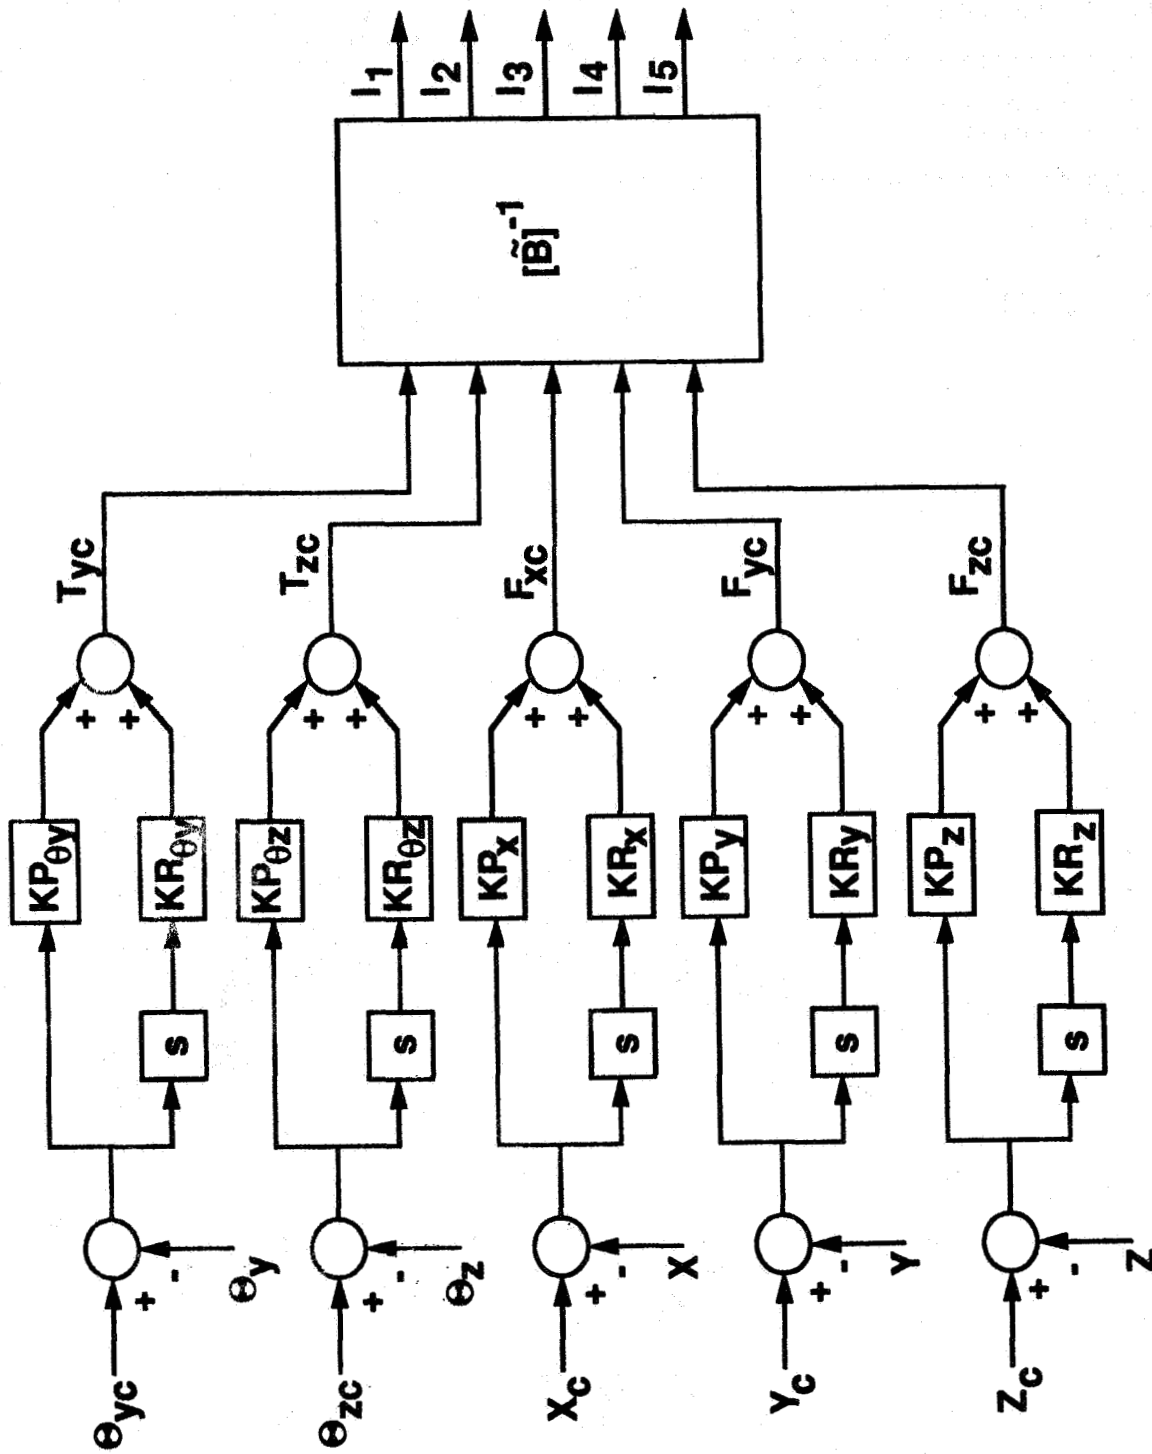 Θyc
+
-
Θy
s
KPθy
KRθy
+
+
Tyc
Θzc
+
-
Θz
s
KPθz
KRθz
+
+
Tzc
Xc
+
-
X
s
KPx
KRx
+
+
Fxc
Yc
+
-
Y
s
KPy
KRy
+
+
Fyc
Zc
+
-
Z
s
KPz
KRz
+
+
Fzc
[B̃]-1
I1
I2
I3
I4
I5